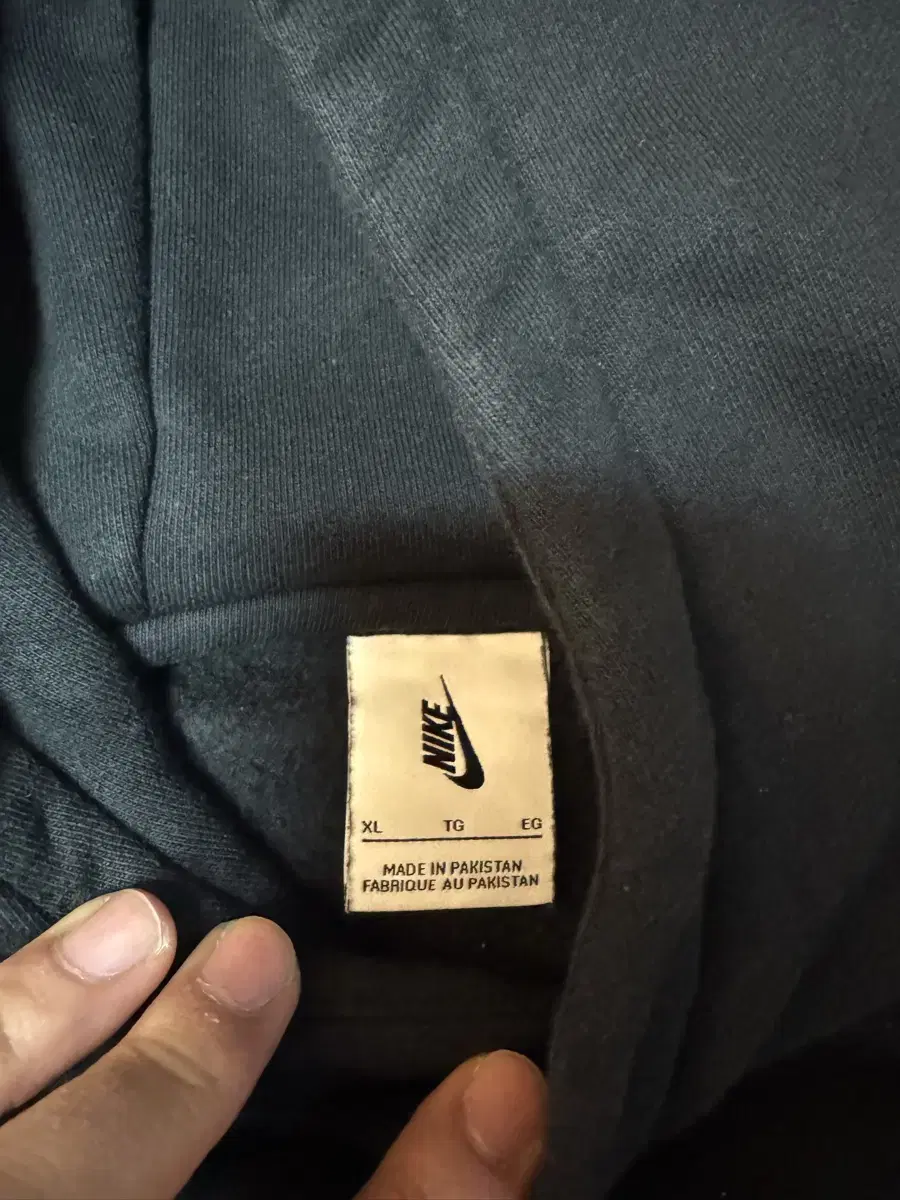 NIKE
XL TG EG
MADE IN PAKISTAN
FABRIQUE AU PAKISTAN